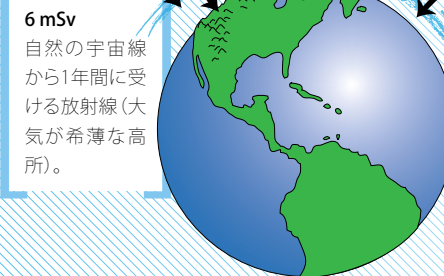 6 mSv
自然の宇宙線
から1年間に受
ける放射線（大
気が希薄な高
所）。